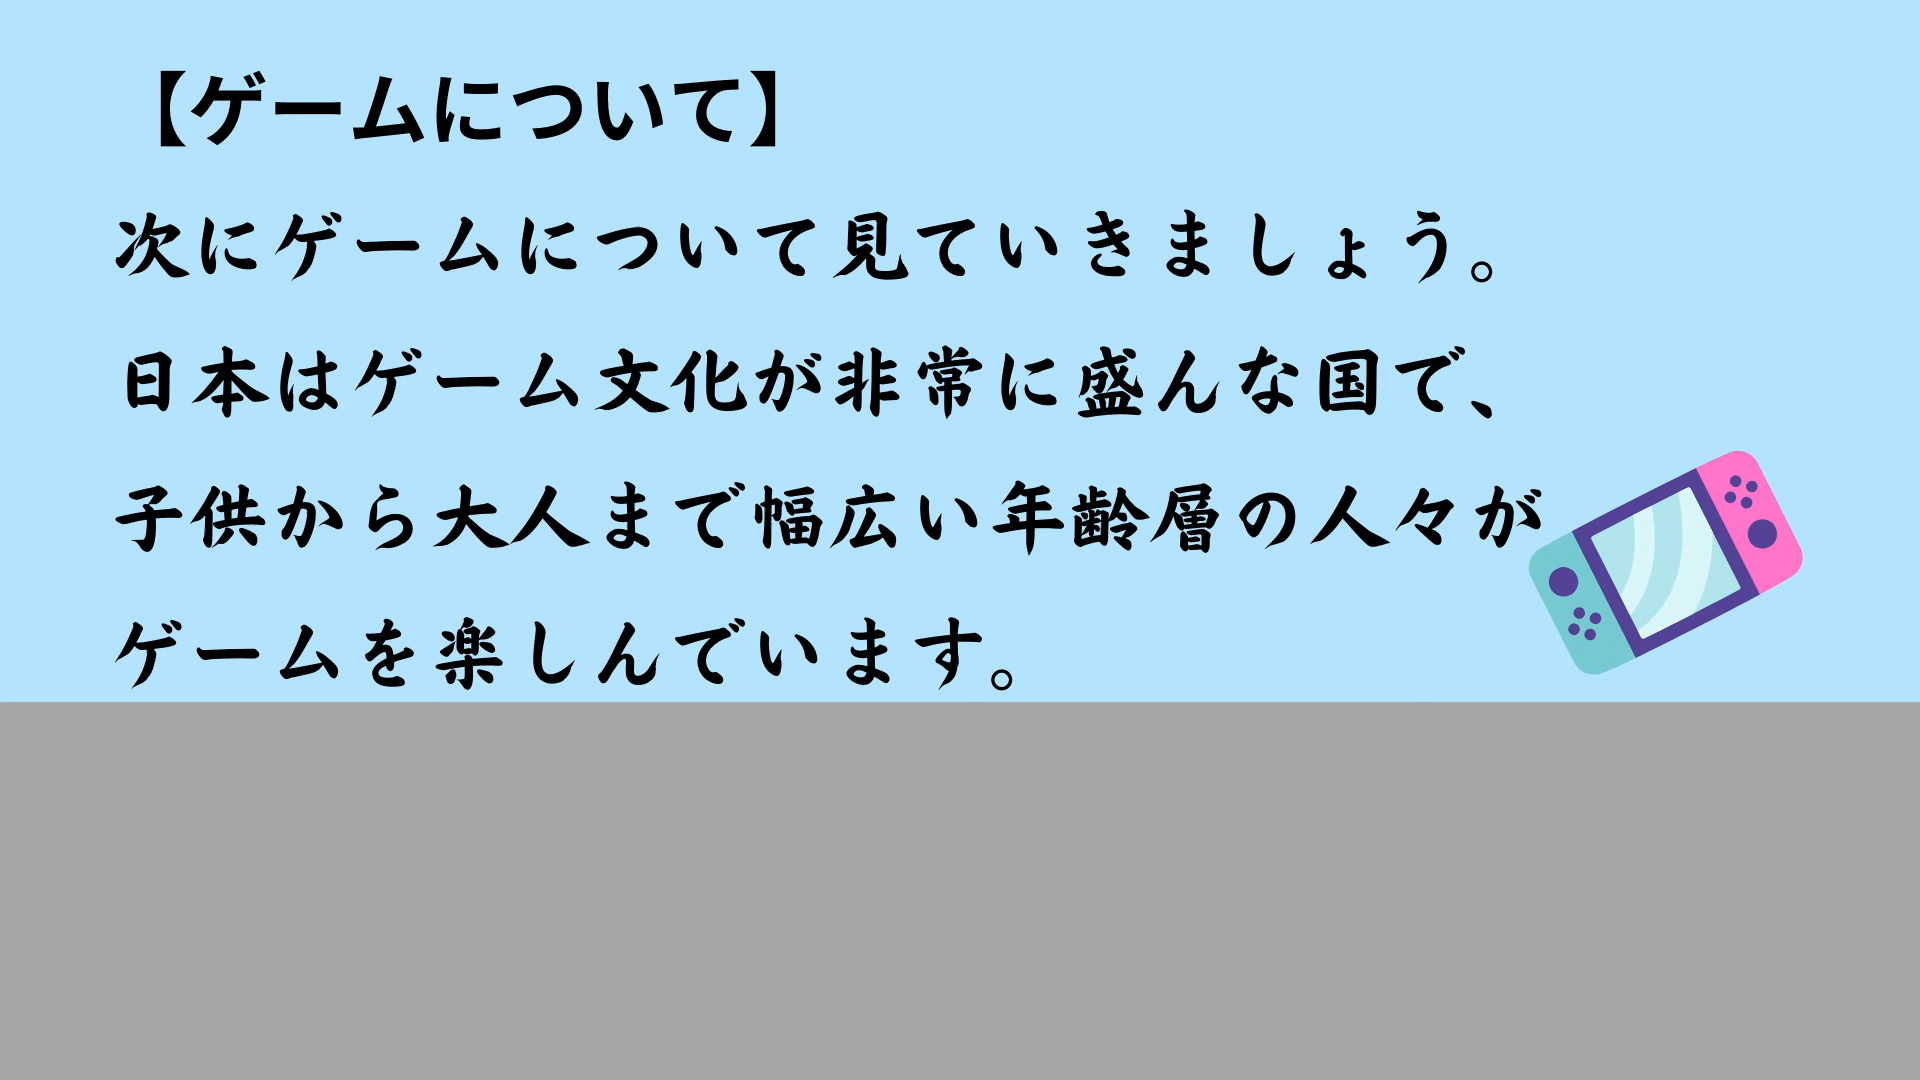 【ゲームについて】
次にゲームについて見ていきましょう。
日本はゲーム文化が非常に盛んな国で、
子供から大人まで幅広い年齢層の人々が
ゲームを楽しんでいます。